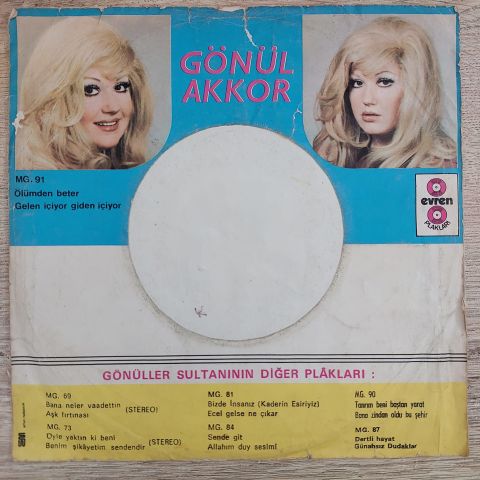 GÖNÜL
AKKOR
MG. 91
Ölümden beter
Gelen içiyor giden içiyor
evren
PLAKLARI
GÖNÜLLER SULTANININ DİĞER PLÂKLARI :
MG. 69
Bana neler vaadettin
Aşk fırtınası
(STEREO)
MG. 73
Öyle yaktın ki beni
Benim şikâyetim sendendir
(STEREO)
MG. 81
Bizde İnsanız (Kaderin Esiriyiz)
Ecel gelse ne çıkar
MG. 84
Sende git
Allahım duy sesimi
MG. 90
Tanrım beni baştan yarat
Bana zindan oldu bu şehir
MG. 87
Dertli hayat
Günahsız Dudaklar